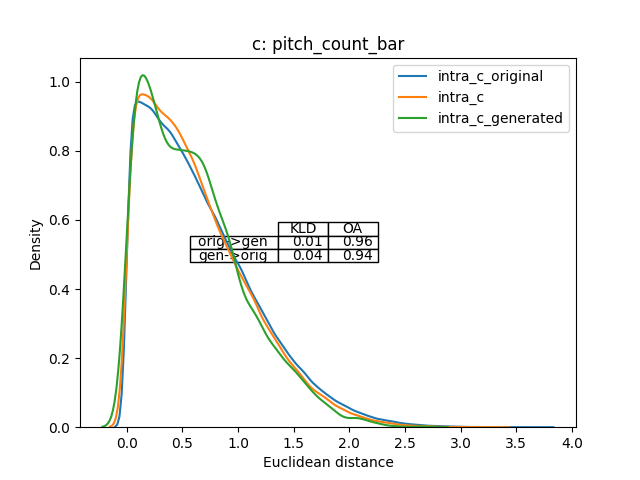 c: pitch_count_bar
intra_c_original
intra_c
intra_c_generated
KLD OA
orig->gen 0.01 0.96
gen->orig 0.04 0.94
Density
1.0
0.8
0.6
0.4
0.2
0.0
0.0 0.5 1.0 1.5 2.0 2.5 3.0 3.5 4.0
Euclidean distance